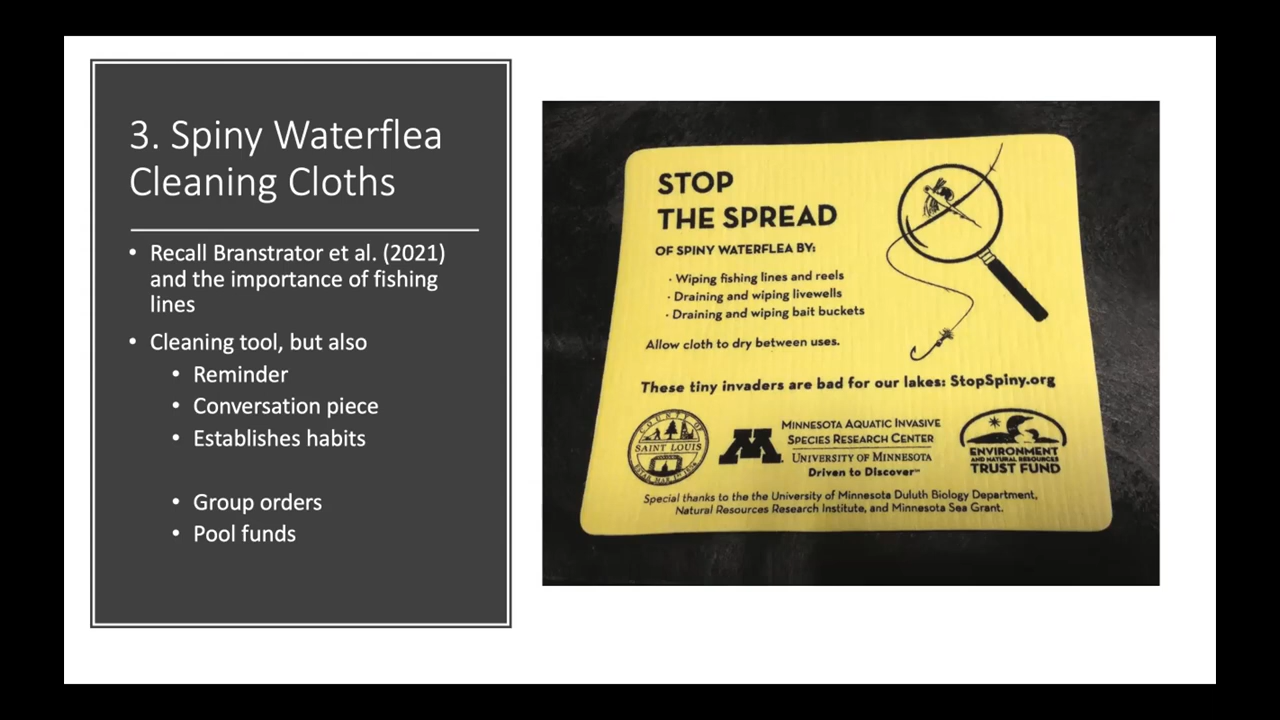 3. Spiny Waterflea
Cleaning Cloths
• Recall Branstrator et al. (2021)
and the importance of fishing
lines
• Cleaning tool, but also
• Reminder
• Conversation piece
• Establishes habits
• Group orders
• Pool funds
STOP
THE SPREAD
OF SPINY WATERFLEA BY:
· Wiping fishing lines and reels
· Draining and wiping livewells
· Draining and wiping bait buckets
Allow cloth to dry between uses.
These tiny invaders are bad for our lakes: StopSpiny.org
COUNTY OF
SAINT LOUIS
MINNESOTA AQUATIC INVASIVE
SPECIES RESEARCH CENTER
UNIVERSITY OF MINNESOTA
Driven to Discover℠
ENVIRONMENT
AND NATURAL RESOURCES
TRUST FUND
Special thanks to the the University of Minnesota Duluth Biology Department,
Natural Resources Research Institute, and Minnesota Sea Grant.